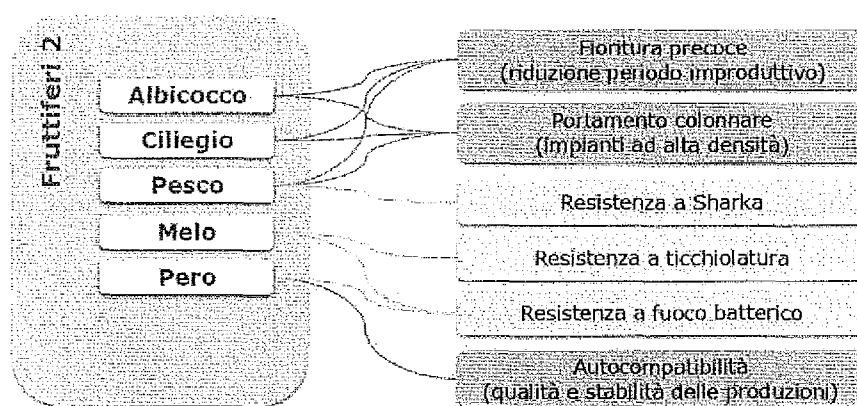 Fruttiferi 2
Albicocco
Ciliegio
Pesco
Melo
Pero
Fioritura precoce
(riduzione periodo improduttivo)
Portamento colonnare
(impianti ad alta densità)
Resistenza a Sharka
Resistenza a ticchiolatura
Resistenza a fuoco batterico
Autocompatibilità
(qualità e stabilità delle produzioni)